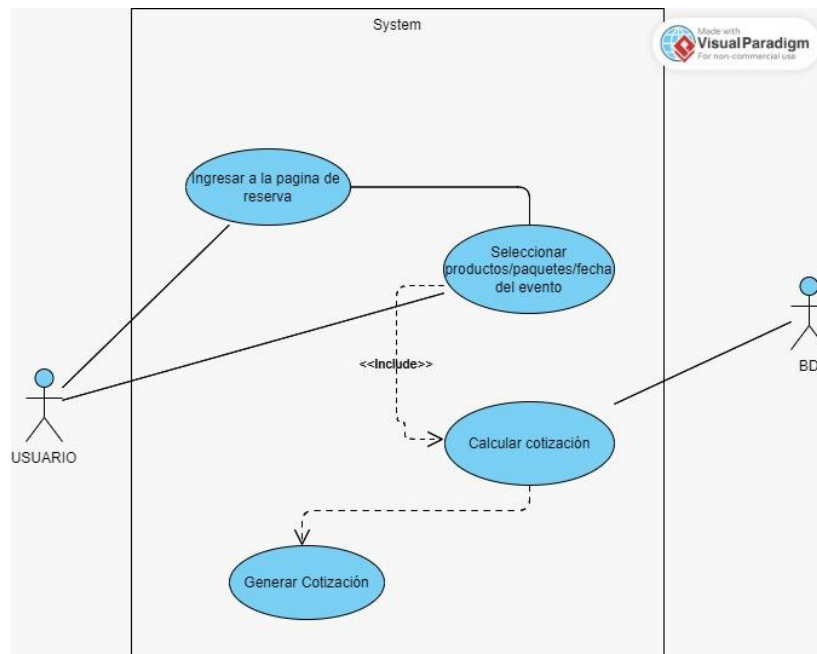 System
Made with
Visual Paradigm
For non-commercial use
Ingresar a la pagina de
reserva
Seleccionar
productos/paquetes/fecha
del evento
<<Include>>
BD
USUARIO
Calcular cotización
Generar Cotización